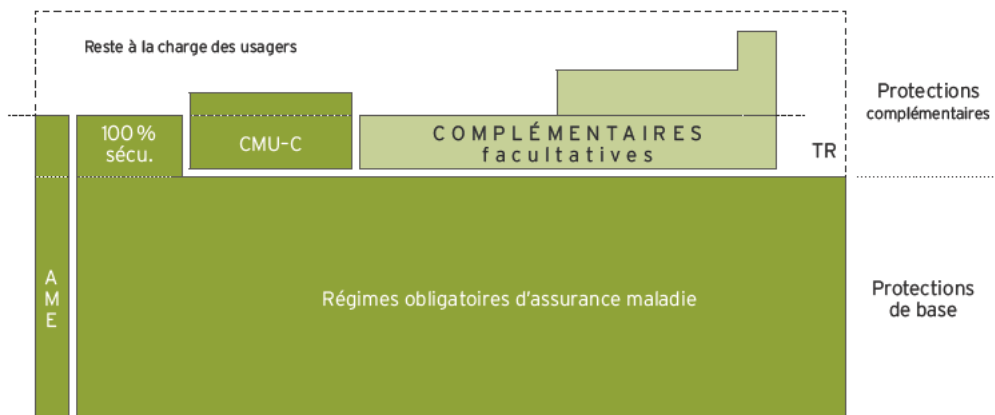 Reste à la charge des usagers
Protections
complémentaires
100 %
sécu.
CMU-C
COMPLÉMENTAIRES
facultatives
TR
A
M
E
Régimes obligatoires d'assurance maladie
Protections
de base